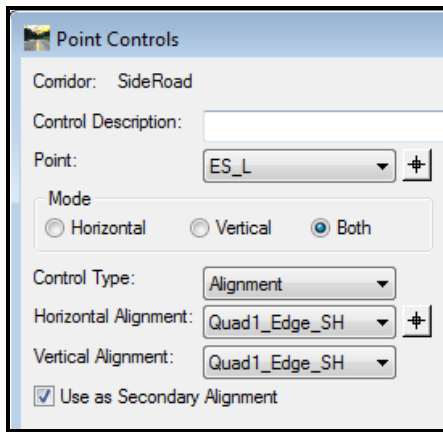 Point Controls
Corridor: SideRoad
Control Description:
Point: ES_L
Mode
Horizontal Vertical Both
Control Type: Alignment
Horizontal Alignment: Quad1_Edge_SH
Vertical Alignment: Quad1_Edge_SH
Use as Secondary Alignment